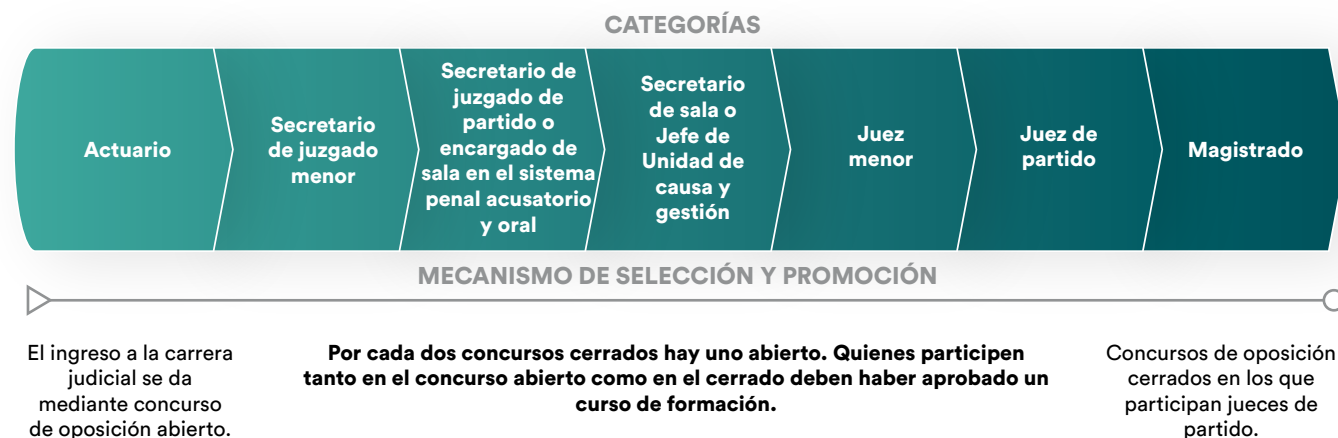 CATEGORÍAS
Actuario
Secretario
de juzgado
menor
Secretario de
juzgado de
partido o
encargado de
sala en el sistema
penal acusatorio
y oral
Secretario
de sala o
Jefe de
Unidad de
causa y
gestión
Juez
menor
Juez de
partido
Magistrado
MECANISMO DE SELECCIÓN Y PROMOCIÓN
El ingreso a la carrera
judicial se da
mediante concurso
de oposición abierto.
Por cada dos concursos cerrados hay uno abierto. Quienes participen
tanto en el concurso abierto como en el cerrado deben haber aprobado un
curso de formación.
Concursos de oposición
cerrados en los que
participan jueces de
partido.